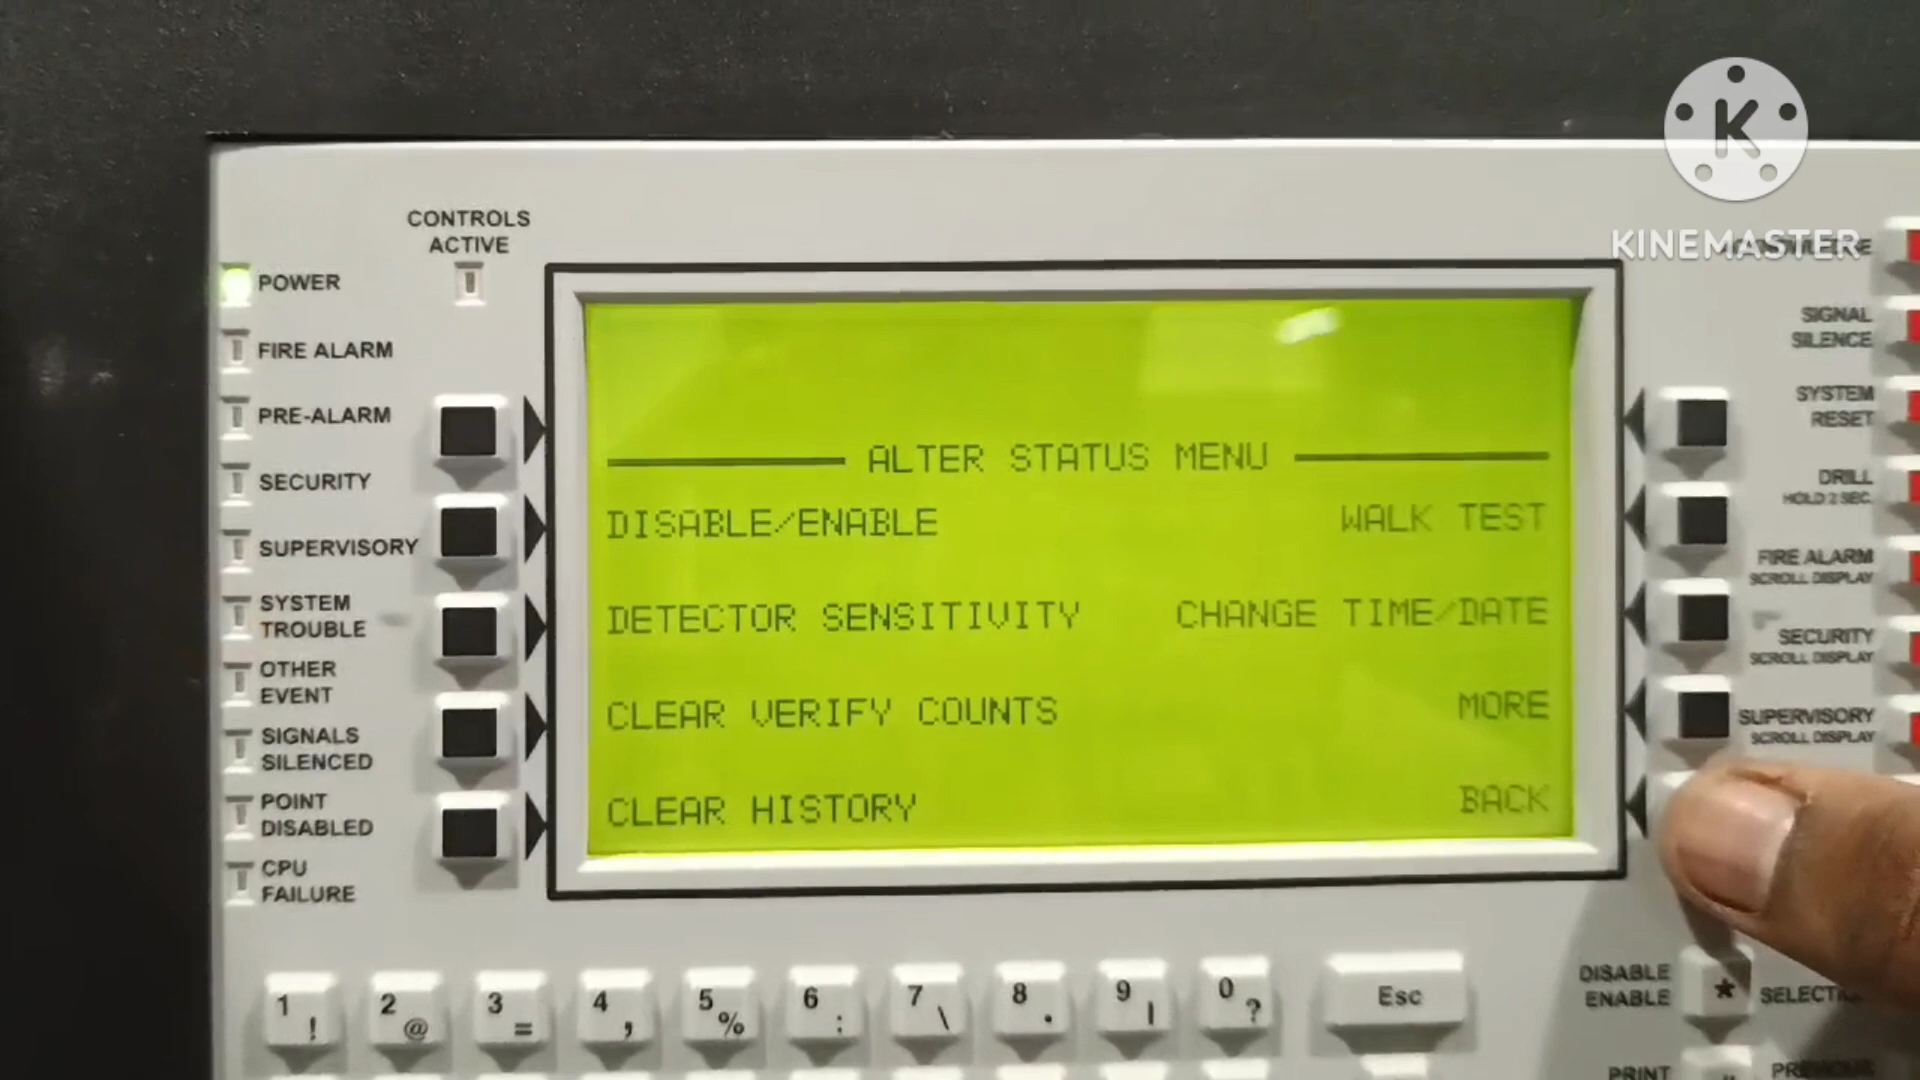 K
KINEMASTER
CONTROLS
ACTIVE
POWER
FIRE ALARM
PRE-ALARM
SECURITY
SUPERVISORY
SYSTEM
TROUBLE
OTHER
EVENT
SIGNALS
SILENCED
POINT
DISABLED
CPU
FAILURE
ALTER STATUS MENU
DISABLE/ENABLE WALK TEST
DETECTOR SENSITIVITY CHANGE TIME/DATE
CLEAR VERIFY COUNTS MORE
CLEAR HISTORY BACK
SIGNAL
SILENCE
SYSTEM
RESET
DRILL
HOLD 2 SEC.
FIRE ALARM
SCROLL DISPLAY
SECURITY
SCROLL DISPLAY
SUPERVISORY
SCROLL DISPLAY
1 ! 2 @ 3 = 4 , 5 % 6 : 7 \ 8 . 9 | 0 ? Esc
DISABLE
ENABLE
*
PRINT
PREVIOUS